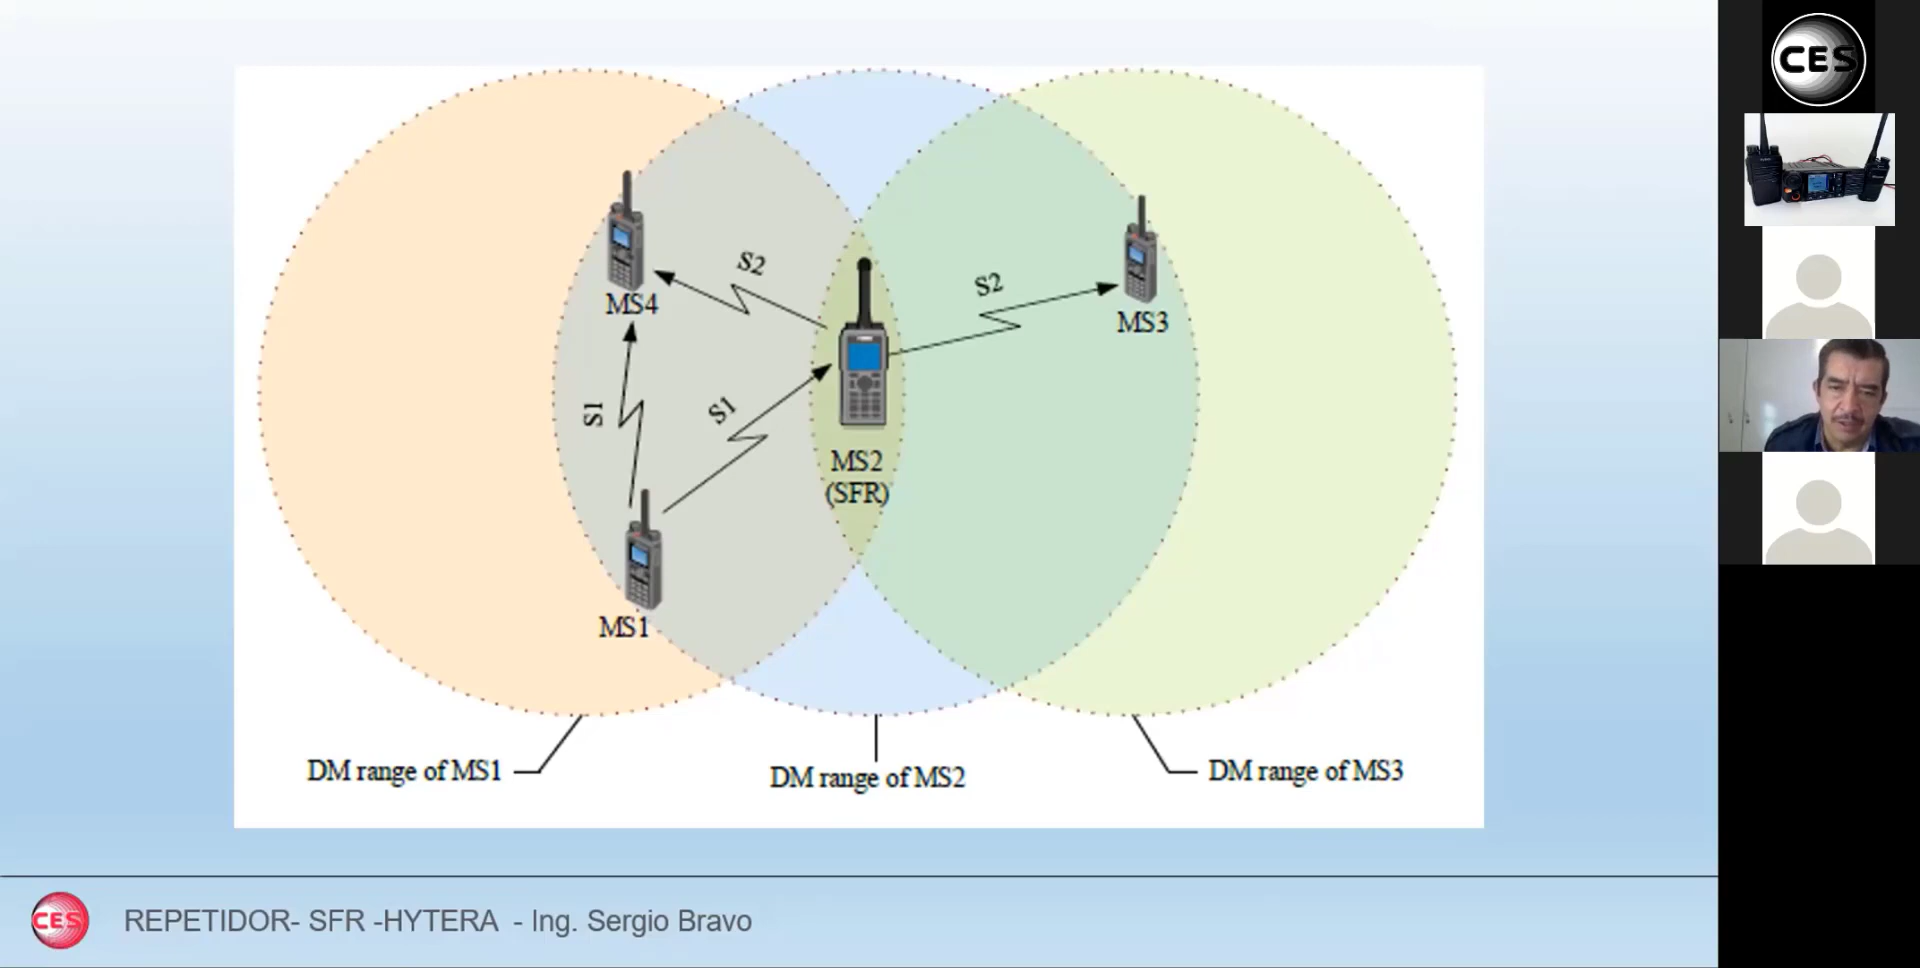 CES
MS4
S2
S2
MS3
S1
S1
MS2
(SFR)
MS1
DM range of MS1
DM range of MS2
DM range of MS3
CES
REPETIDOR- SFR -HYTERA - Ing. Sergio Bravo